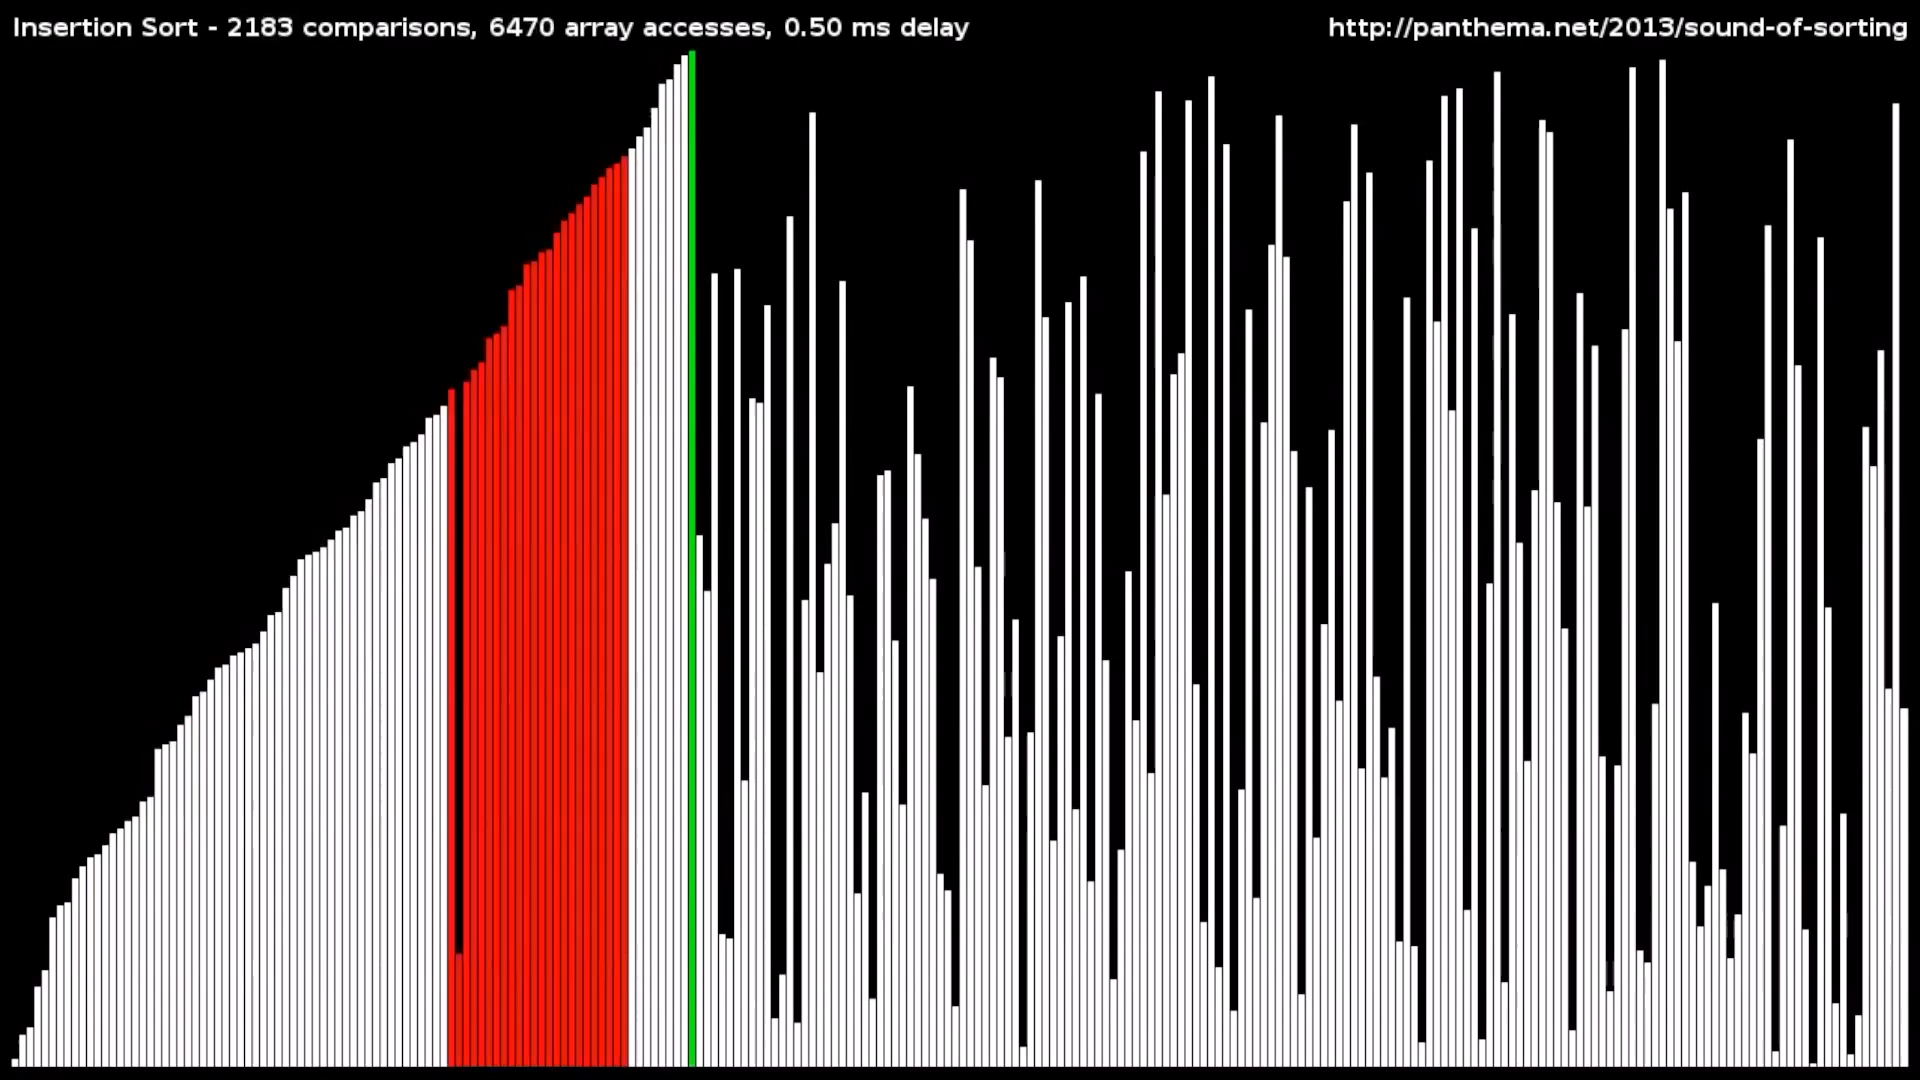 Insertion Sort - 2183 comparisons, 6470 array accesses, 0.50 ms delay
http://panthema.net/2013/sound-of-sorting